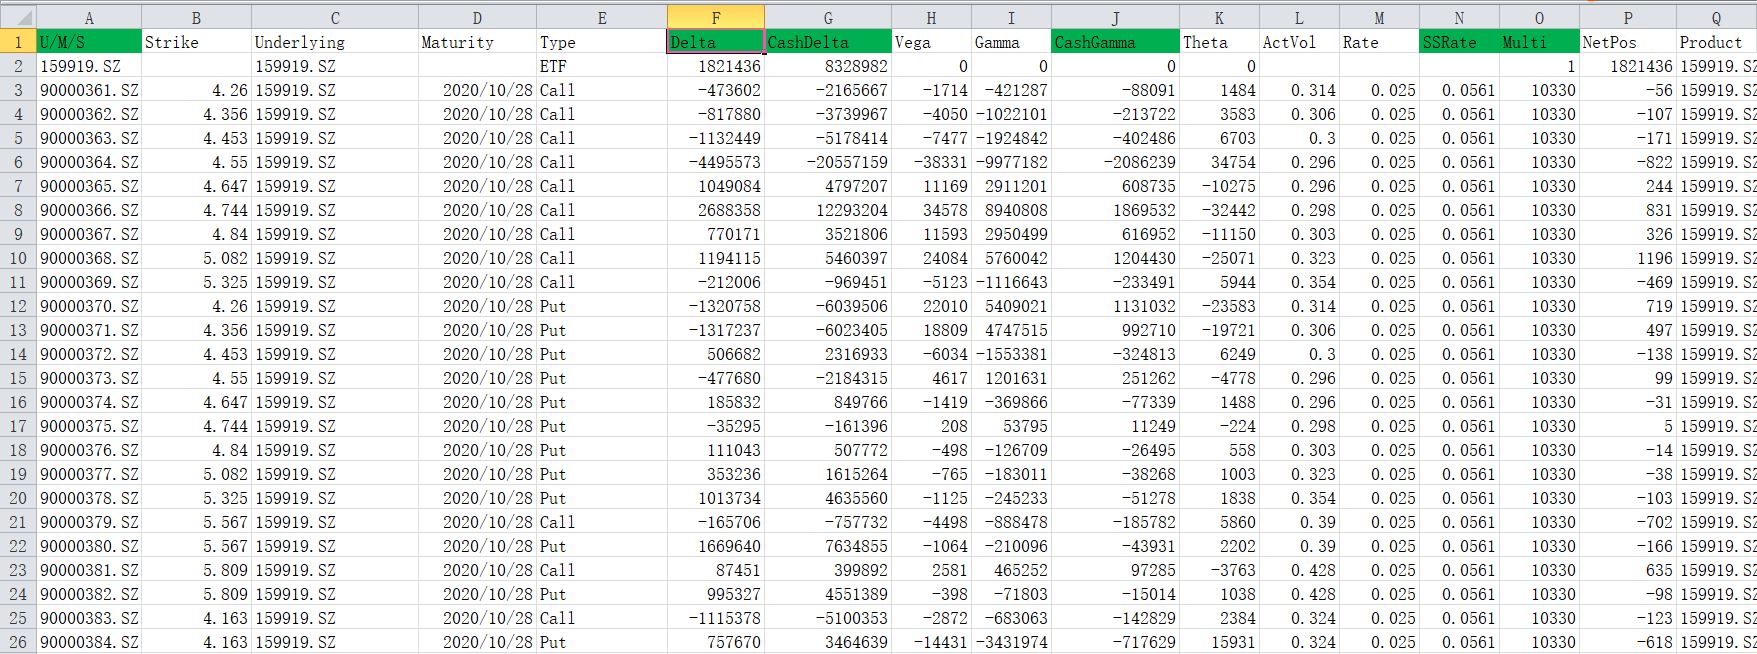 A B C D E F G H I J K L M N O P Q
1 U/M/S Strike Underlying Maturity Type Delta CashDelta Vega Gamma CashGamma Theta ActVol Rate SSRate Multi NetPos Product
2 159919.SZ 159919.SZ ETF 1821436 8328982 0 0 0 0 1 1821436 159919.SZ
3 90000361.SZ 4.26 159919.SZ 2020/10/28 Call -473602 -2165667 -1714 -421287 -88091 1484 0.314 0.025 0.0561 10330 -56 159919.SZ
4 90000362.SZ 4.356 159919.SZ 2020/10/28 Call -817880 -3739967 -4050 -1022101 -213722 3583 0.306 0.025 0.0561 10330 -107 159919.SZ
5 90000363.SZ 4.453 159919.SZ 2020/10/28 Call -1132449 -5178414 -7477 -1924842 -402486 6703 0.3 0.025 0.0561 10330 -171 159919.SZ
6 90000364.SZ 4.55 159919.SZ 2020/10/28 Call -4495573 -20557159 -38331 -9977182 -2086239 34754 0.296 0.025 0.0561 10330 -822 159919.SZ
7 90000365.SZ 4.647 159919.SZ 2020/10/28 Call 1049084 4797207 11169 2911201 608735 -10275 0.296 0.025 0.0561 10330 244 159919.SZ
8 90000366.SZ 4.744 159919.SZ 2020/10/28 Call 2688358 12293204 34578 8940808 1869532 -32442 0.298 0.025 0.0561 10330 831 159919.SZ
9 90000367.SZ 4.84 159919.SZ 2020/10/28 Call 770171 3521806 11593 2950499 616952 -11150 0.303 0.025 0.0561 10330 326 159919.SZ
10 90000368.SZ 5.082 159919.SZ 2020/10/28 Call 1194115 5460397 24084 5760042 1204430 -25071 0.323 0.025 0.0561 10330 1196 159919.SZ
11 90000369.SZ 5.325 159919.SZ 2020/10/28 Call -212006 -969451 -5123 -1116643 -233491 5944 0.354 0.025 0.0561 10330 -469 159919.SZ
12 90000370.SZ 4.26 159919.SZ 2020/10/28 Put -1320758 -6039506 22010 5409021 1131032 -23583 0.314 0.025 0.0561 10330 719 159919.SZ
13 90000371.SZ 4.356 159919.SZ 2020/10/28 Put -1317237 -6023405 18809 4747515 992710 -19721 0.306 0.025 0.0561 10330 497 159919.SZ
14 90000372.SZ 4.453 159919.SZ 2020/10/28 Put 506682 2316933 -6034 -1553381 -324813 6249 0.3 0.025 0.0561 10330 -138 159919.SZ
15 90000373.SZ 4.55 159919.SZ 2020/10/28 Put -477680 -2184315 4617 1201631 251262 -4778 0.296 0.025 0.0561 10330 99 159919.SZ
16 90000374.SZ 4.647 159919.SZ 2020/10/28 Put 185832 849766 -1419 -369866 -77339 1488 0.296 0.025 0.0561 10330 -31 159919.SZ
17 90000375.SZ 4.744 159919.SZ 2020/10/28 Put -35295 -161396 208 53795 11249 -224 0.298 0.025 0.0561 10330 5 159919.SZ
18 90000376.SZ 4.84 159919.SZ 2020/10/28 Put 111043 507772 -498 -126709 -26495 558 0.303 0.025 0.0561 10330 -14 159919.SZ
19 90000377.SZ 5.082 159919.SZ 2020/10/28 Put 353236 1615264 -765 -183011 -38268 1003 0.323 0.025 0.0561 10330 -38 159919.SZ
20 90000378.SZ 5.325 159919.SZ 2020/10/28 Put 1013734 4635560 -1125 -245233 -51278 1838 0.354 0.025 0.0561 10330 -103 159919.SZ
21 90000379.SZ 5.567 159919.SZ 2020/10/28 Call -165706 -757732 -4498 -888478 -185782 5860 0.39 0.025 0.0561 10330 -702 159919.SZ
22 90000380.SZ 5.567 159919.SZ 2020/10/28 Put 1669640 7634855 -1064 -210096 -43931 2202 0.39 0.025 0.0561 10330 -166 159919.SZ
23 90000381.SZ 5.809 159919.SZ 2020/10/28 Call 87451 399892 2581 465252 97285 -3763 0.428 0.025 0.0561 10330 635 159919.SZ
24 90000382.SZ 5.809 159919.SZ 2020/10/28 Put 995327 4551389 -398 -71803 -15014 1038 0.428 0.025 0.0561 10330 -98 159919.SZ
25 90000383.SZ 4.163 159919.SZ 2020/10/28 Call -1115378 -5100353 -2872 -683063 -142829 2384 0.324 0.025 0.0561 10330 -123 159919.SZ
26 90000384.SZ 4.163 159919.SZ 2020/10/28 Put 757670 3464639 -14431 -3431974 -717629 15931 0.324 0.025 0.0561 10330 -618 159919.SZ